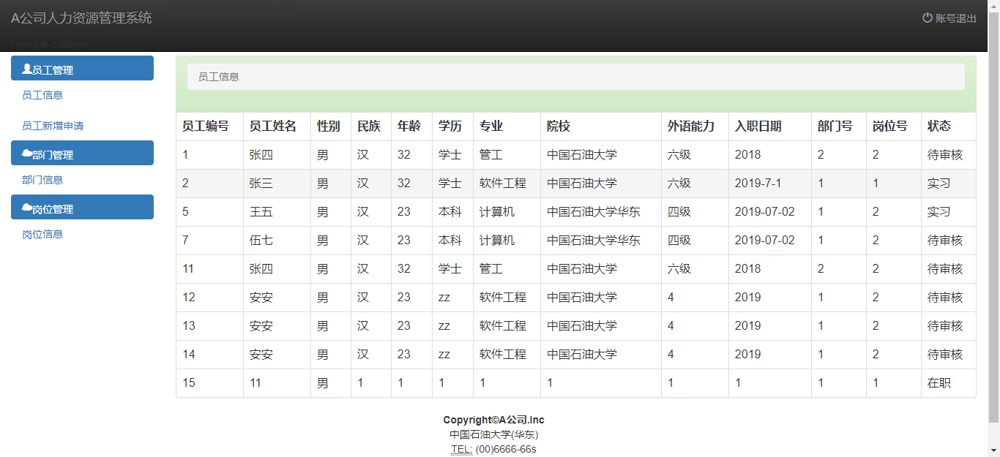 A公司人力资源管理系统 账号退出
/ navbar-collapse
员工管理
员工信息
员工新增申请
部门管理
部门信息
岗位管理
岗位信息
员工信息
员工编号 员工姓名 性别 民族 年龄 学历 专业 院校 外语能力 入职日期 部门号 岗位号 状态
1 张四 男 汉 32 学士 管工 中国石油大学 六级 2018 2 2 待审核
2 张三 男 汉 32 学士 软件工程 中国石油大学 六级 2019-7-1 1 1 实习
5 王五 男 汉 23 本科 计算机 中国石油大学华东 四级 2019-07-02 1 2 实习
7 伍七 男 汉 23 本科 计算机 中国石油大学华东 四级 2019-07-02 1 2 待审核
11 张四 男 汉 32 学士 管工 中国石油大学 六级 2018 2 2 待审核
12 安安 男 汉 23 zz 软件工程 中国石油大学 4 2019 1 2 待审核
13 安安 男 汉 23 zz 软件工程 中国石油大学 4 2019 1 2 待审核
14 安安 男 汉 23 zz 软件工程 中国石油大学 4 2019 1 2 待审核
15 11 男 1 1 1 1 1 1 1 1 1 在职
Copyright©A公司.Inc
中国石油大学(华东)
TEL: (00)6666-66s